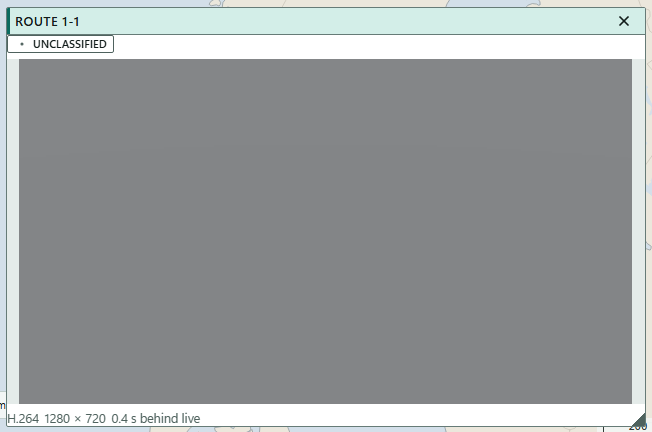 ROUTE 1-1
• UNCLASSIFIED
H.264 1280 × 720 0.4 s behind live